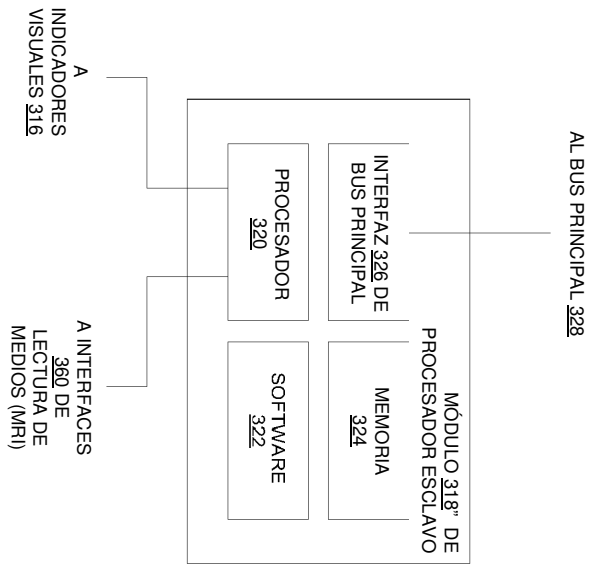 AL BUS PRINCIPAL 328
MÓDULO 318” DE
PROCESADOR ESCLAVO
INTERFAZ 326 DE
BUS PRINCIPAL
MEMORIA
324
PROCESADOR
320
SOFTWARE
322
A
INDICADORES
VISUALES 316
A INTERFACES
360 DE
LECTURA DE
MEDIOS (MRI)